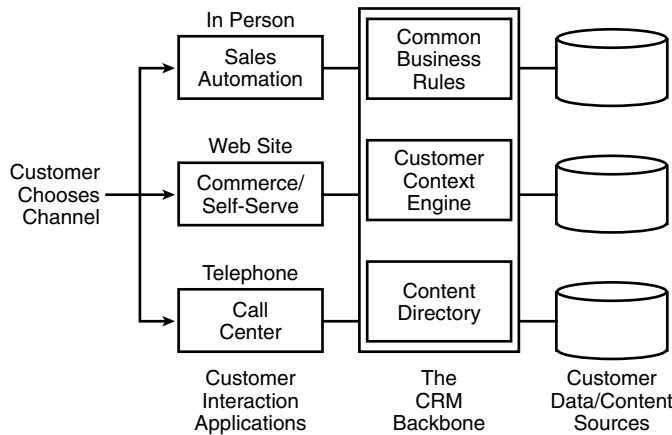 In Person
Sales
Automation
Common
Business
Rules
Customer
Chooses
Channel
Web Site
Commerce/
Self-Serve
Customer
Context
Engine
Telephone
Call
Center
Content
Directory
Customer
Interaction
Applications
The
CRM
Backbone
Customer
Data/Content
Sources